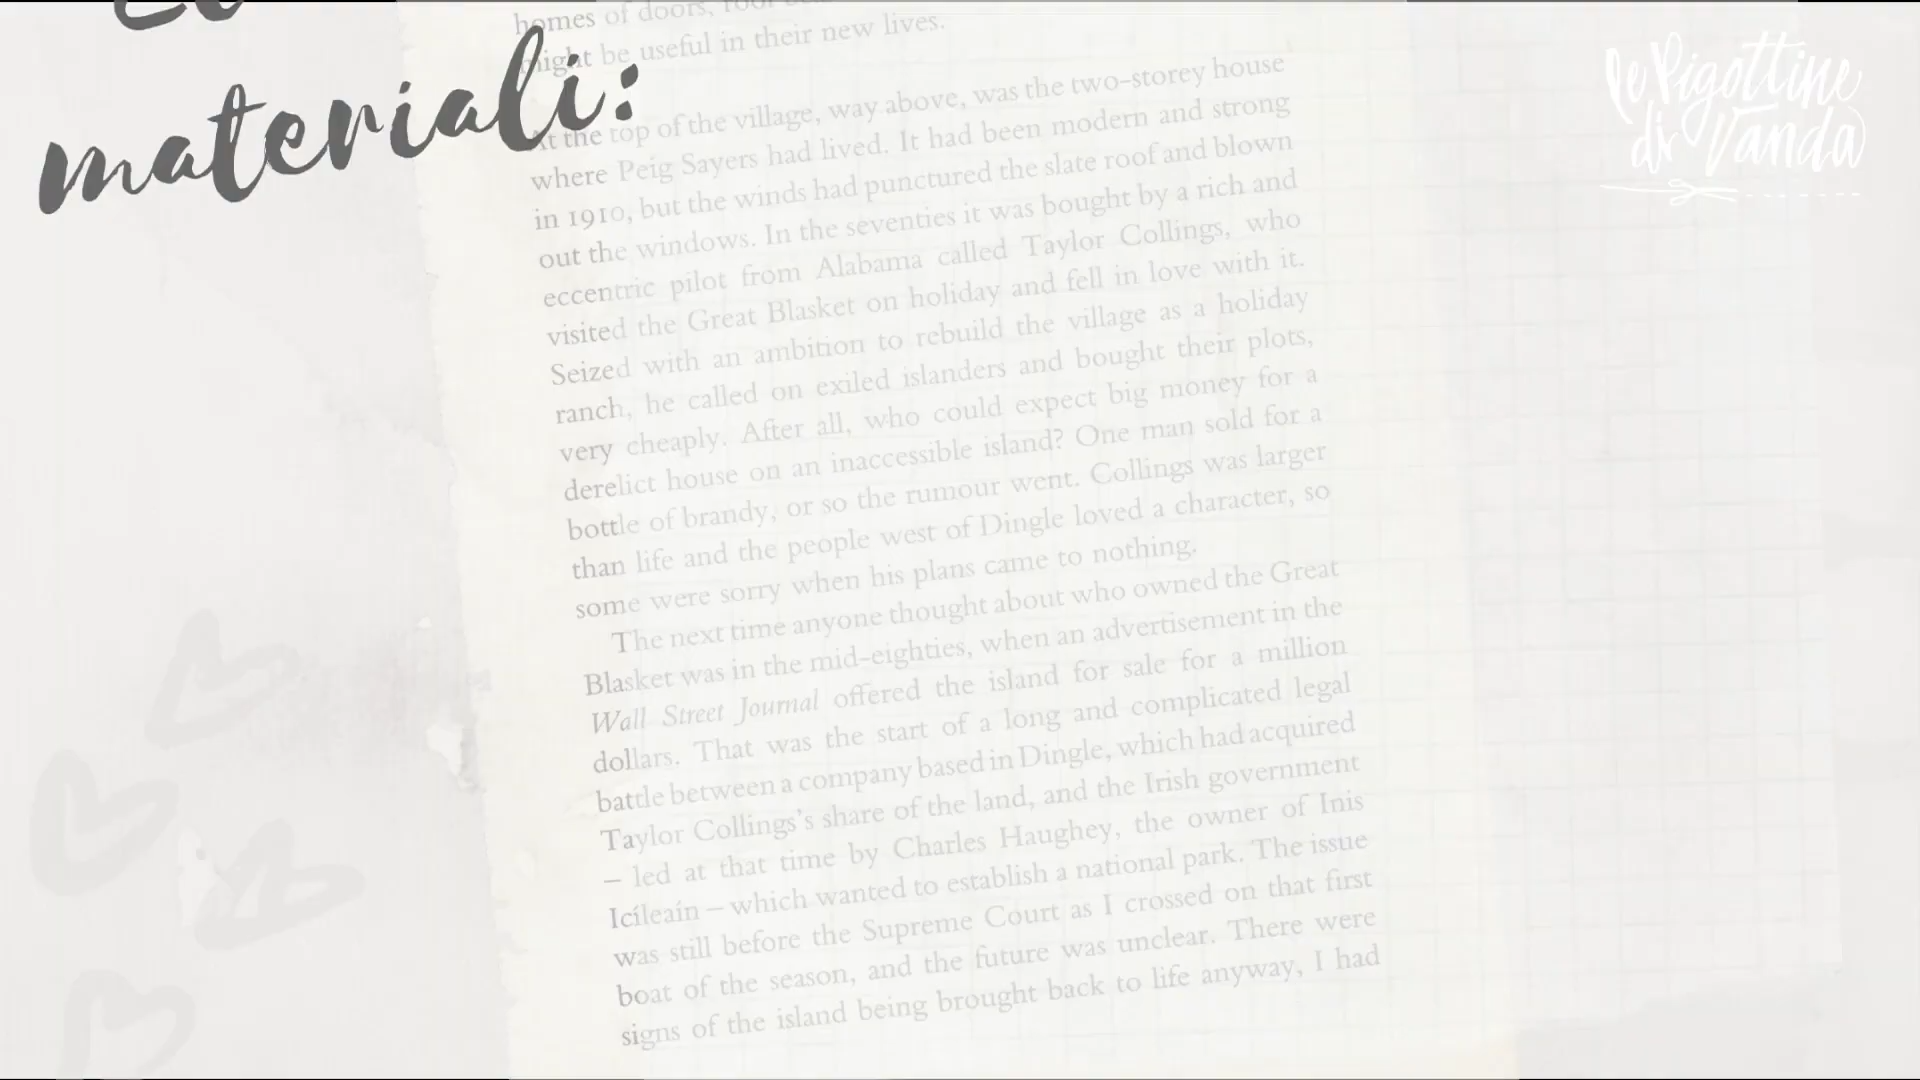 materiali:
le Pigottine
di Vanda
homes of doors,
might be useful in their new lives.
At the top of the village, way above, was the two-storey house
where Peig Sayers had lived. It had been modern and strong
in 1910, but the winds had punctured the slate roof and blown
out the windows. In the seventies it was bought by a rich and
eccentric pilot from Alabama called Taylor Collings, who
visited the Great Blasket on holiday and fell in love with it.
Seized with an ambition to rebuild the village as a holiday
ranch, he called on exiled islanders and bought their plots,
very cheaply. After all, who could expect big money for a
derelict house on an inaccessible island? One man sold for a
bottle of brandy, or so the rumour went. Collings was larger
than life and the people west of Dingle loved a character, so
some were sorry when his plans came to nothing.
The next time anyone thought about who owned the Great
Blasket was in the mid-eighties, when an advertisement in the
Wall Street Journal offered the island for sale for a million
dollars. That was the start of a long and complicated legal
battle between a company based in Dingle, which had acquired
Taylor Collings's share of the land, and the Irish government
– led at that time by Charles Haughey, the owner of Inis
Icíleaín – which wanted to establish a national park. The issue
was still before the Supreme Court as I crossed on that first
boat of the season, and the future was unclear. There were
signs of the island being brought back to life anyway, I had